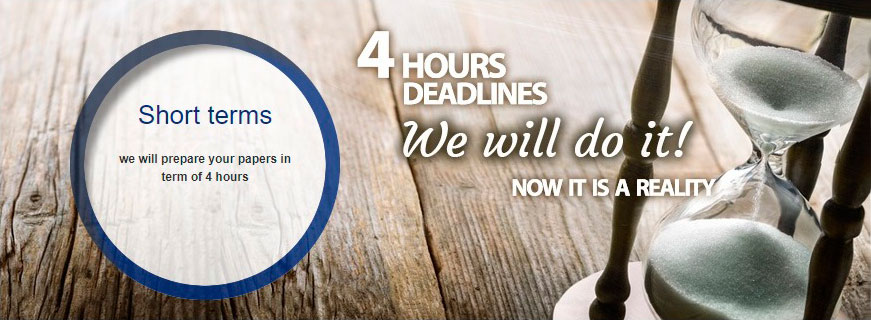 Short terms
we will prepare your papers in
term of 4 hours
4 HOURS
DEADLINES
We will do it!
NOW IT IS A REALITY